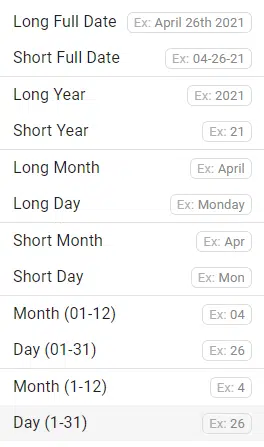 Long Full Date Ex: April 26th 2021
Short Full Date Ex: 04-26-21
Long Year Ex: 2021
Short Year Ex: 21
Long Month Ex: April
Long Day Ex: Monday
Short Month Ex: Apr
Short Day Ex: Mon
Month (01-12) Ex: 04
Day (01-31) Ex: 26
Month (1-12) Ex: 4
Day (1-31) Ex: 26